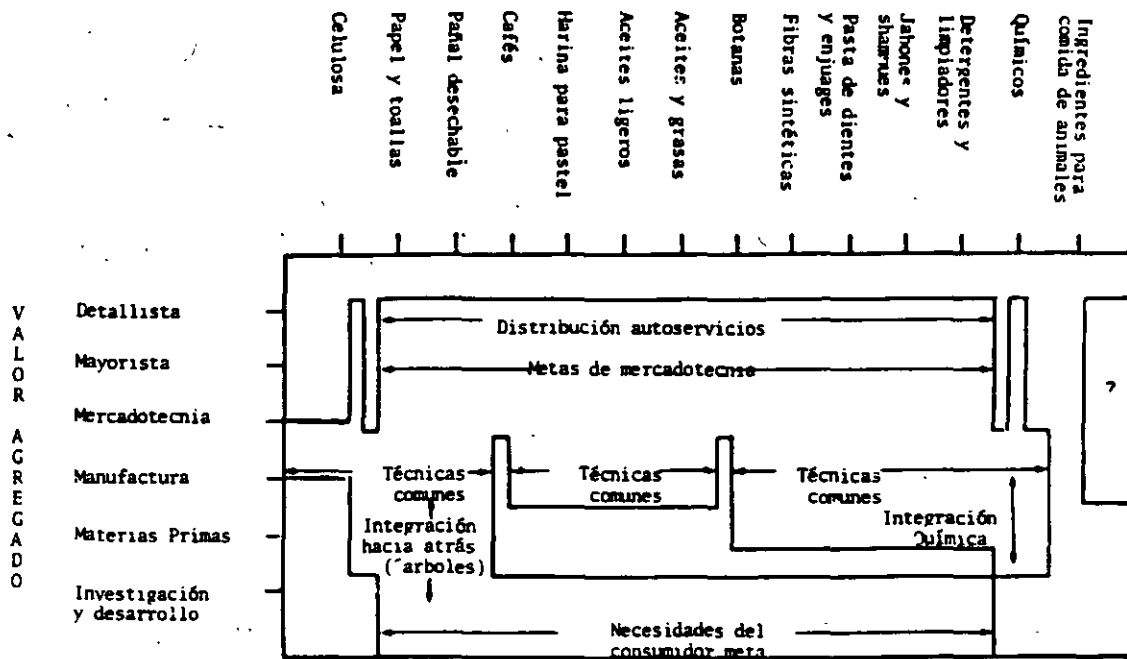 Celulosa
Papel y toallas
Pañal desechable
Cafés
Harina para pastel
Aceites ligeros
Aceites y grasas
Botanas
Fibras sintéticas
Pasta de dientes
y enjuages
Jahones y
shampues
Detergentes y
limpiadores
Químicos
Ingredientes para
comida de animales
VALOR AGREGADO
Detallista
Mayorista
Mercadotecnia
Manufactura
Materias Primas
Investigación
y desarrollo
Distribución autoservicios
Metas de mercadotecnia
Técnicas
comunes
Técnicas
comunes
Técnicas
comunes
Integración
hacia atrás
(árboles)
Integración
Química
Necesidades del
consumidor meta
?